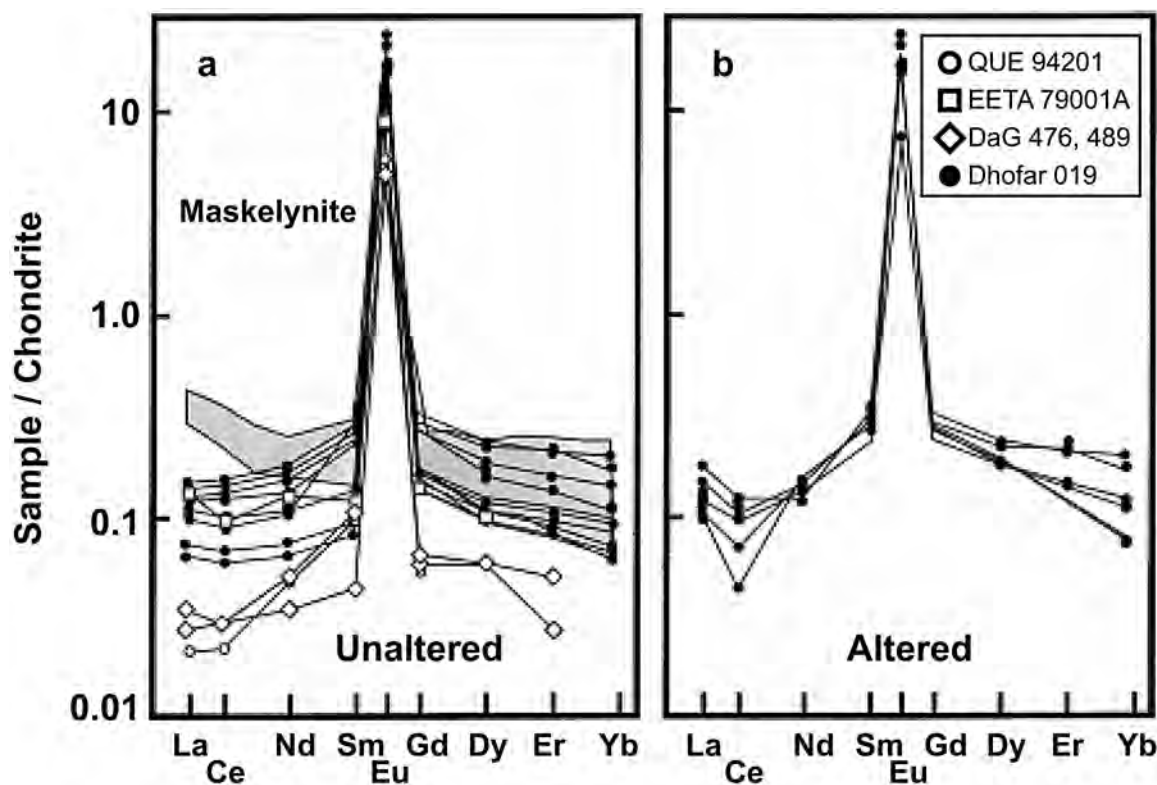 a
b
QUE 94201
EETA 79001A
DaG 476, 489
Dhofar 019
Maskelynite
Sample / Chondrite
10
1.0
0.1
0.01
Unaltered
Altered
La Nd Sm Gd Dy Er Yb
Ce Eu
La Nd Sm Gd Dy Er Yb
Ce Eu